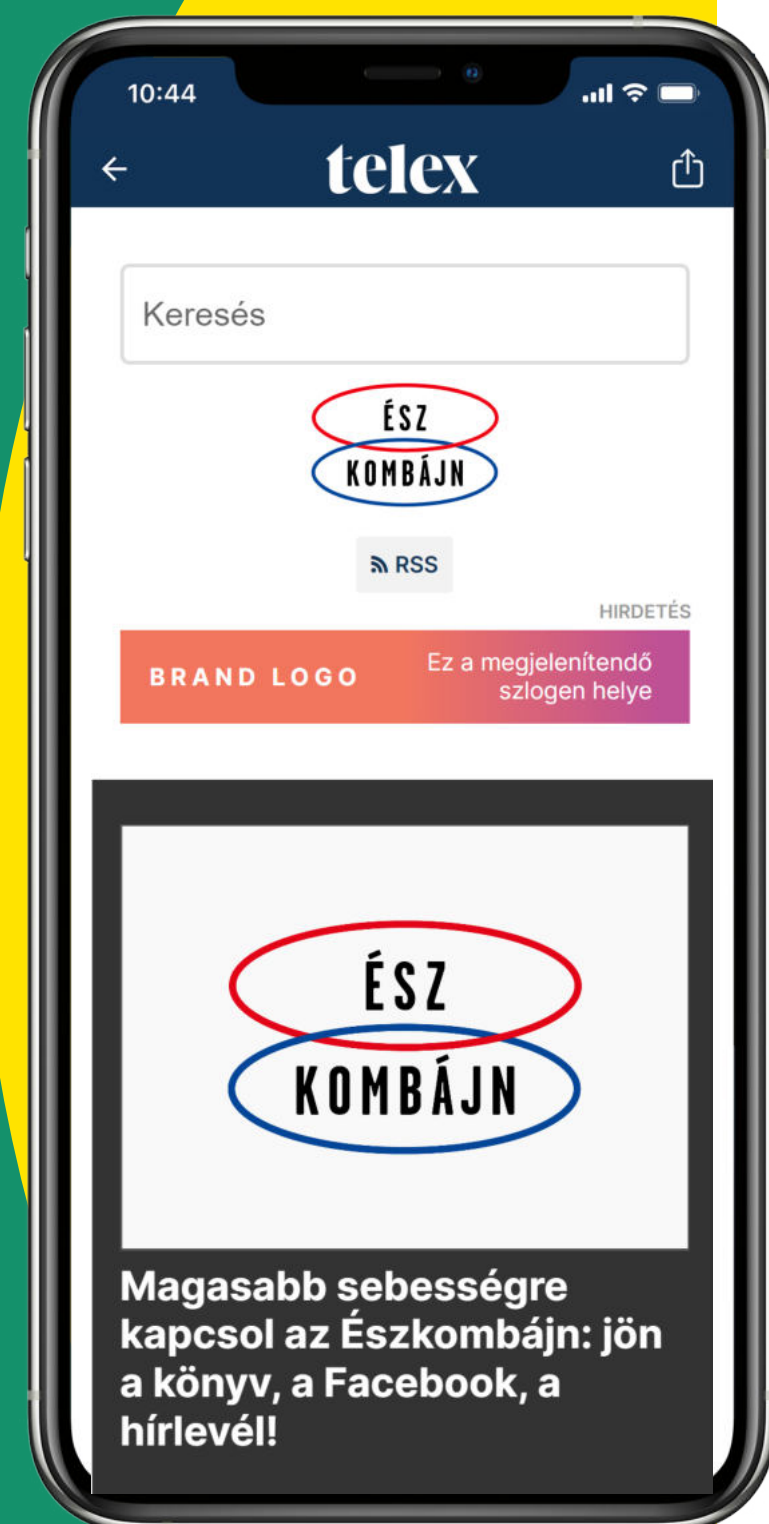 10:44
telex
Keresés
ÉSZ
KOMBÁJN
RSS
HIRDETÉS
BRAND LOGO
Ez a megjelenítendő
szlogen helye
ÉSZ
KOMBÁJN
Magasabb sebességre
kapcsol az Észkombájn: jön
a könyv, a Facebook, a
hírlevél!